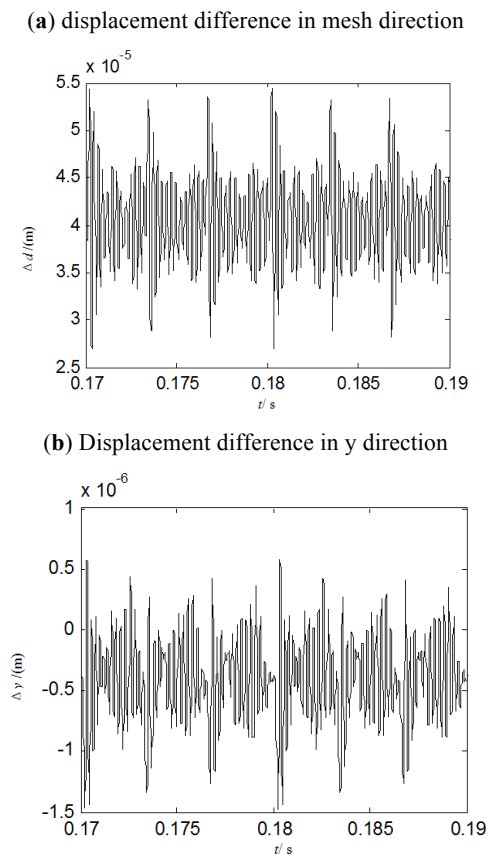 (a) displacement difference in mesh direction
x 10^-5
5.5
5
4.5
4
3.5
3
2.5
Δ d /(m)
0.17 0.175 0.18 0.185 0.19
t/ s
(b) Displacement difference in y direction
x 10^-6
1
0.5
0
-0.5
-1
-1.5
Δ y /(m)
0.17 0.175 0.18 0.185 0.19
t/ s